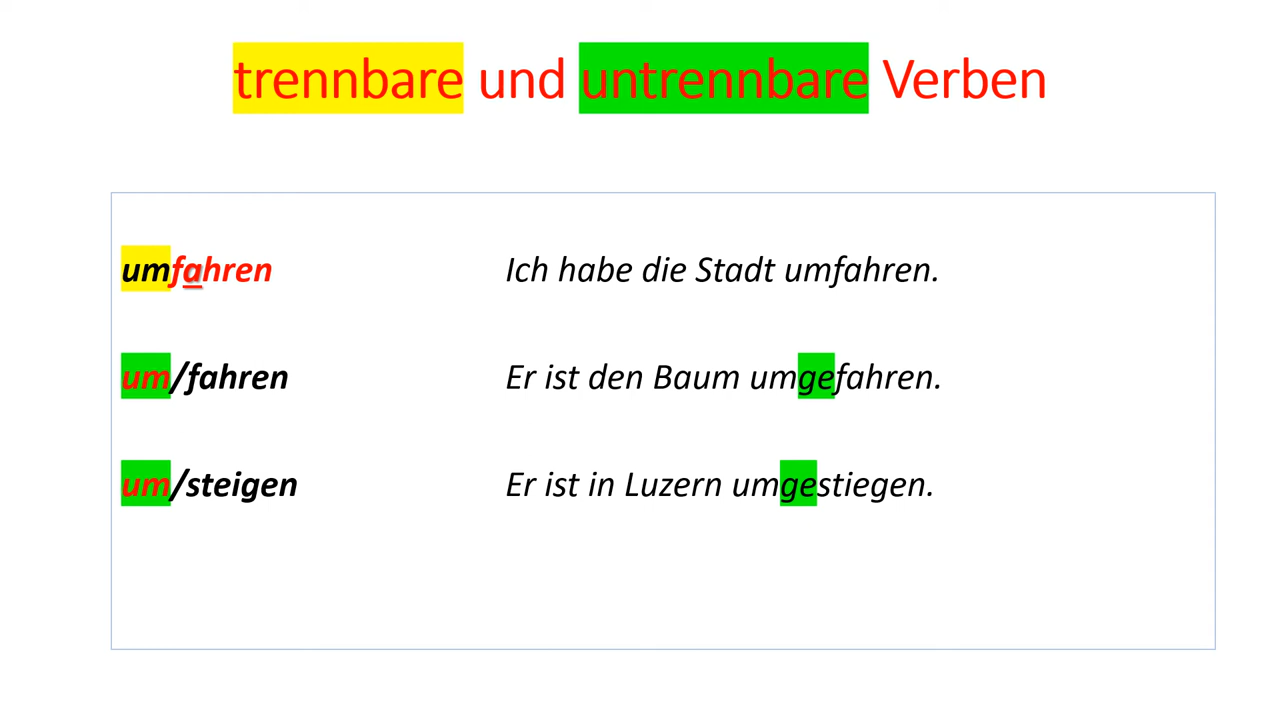 trennbare und untrennbare Verben
umfahren Ich habe die Stadt umfahren.
um/fahren Er ist den Baum umgefahren.
um/steigen Er ist in Luzern umgestiegen.